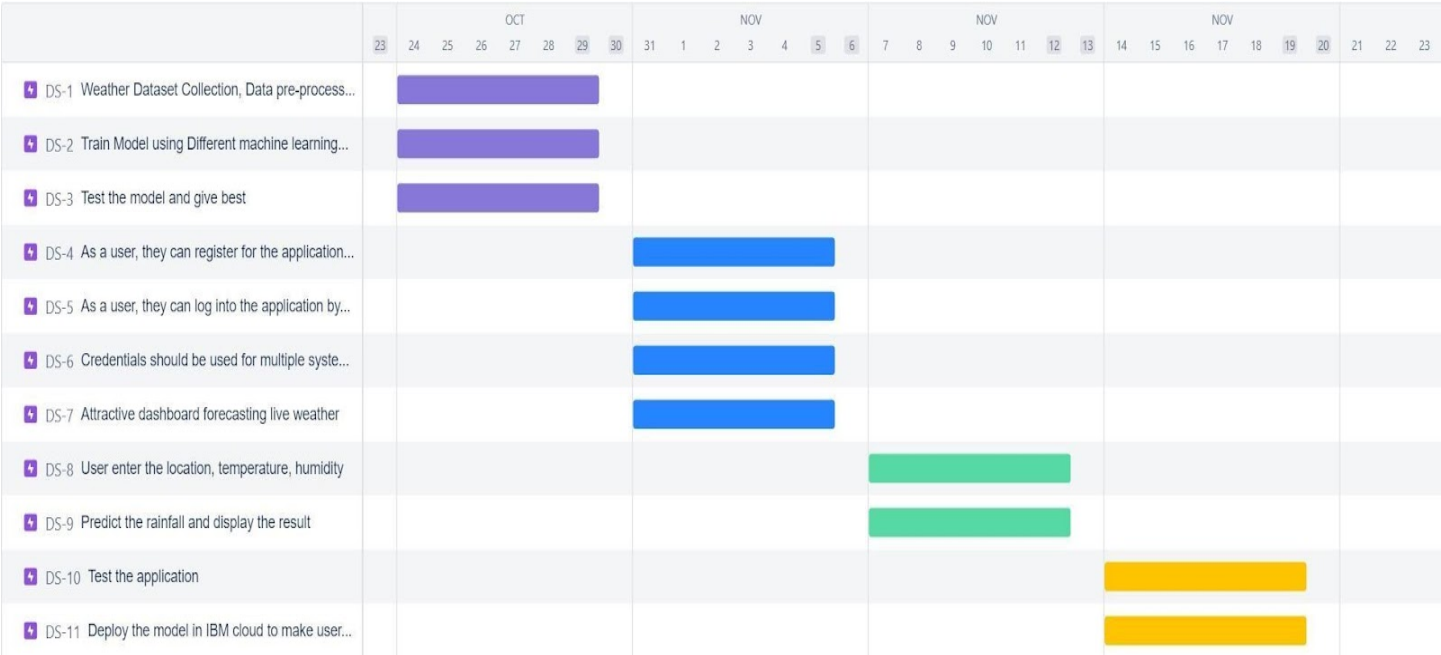 OCT NOV NOV NOV
23 24 25 26 27 28 29 30 31 1 2 3 4 5 6 7 8 9 10 11 12 13 14 15 16 17 18 19 20 21 22 23
DS-1 Weather Dataset Collection, Data pre-process...
DS-2 Train Model using Different machine learning...
DS-3 Test the model and give best
DS-4 As a user, they can register for the application...
DS-5 As a user, they can log into the application by...
DS-6 Credentials should be used for multiple syste...
DS-7 Attractive dashboard forecasting live weather
DS-8 User enter the location, temperature, humidity
DS-9 Predict the rainfall and display the result
DS-10 Test the application
DS-11 Deploy the model in IBM cloud to make user...